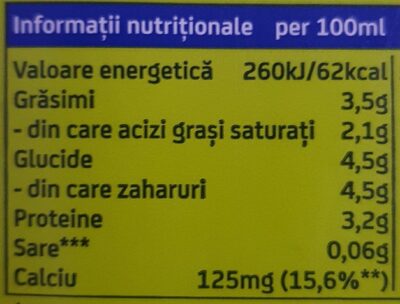 Informații nutriționale per 100ml
Valoare energetică 260kJ/62kcal
Grăsimi 3,5g
- din care acizi grași saturați 2,1g
Glucide 4,5g
- din care zaharuri 4,5g
Proteine 3,2g
Sare*** 0,06g
Calciu 125mg (15,6%**)